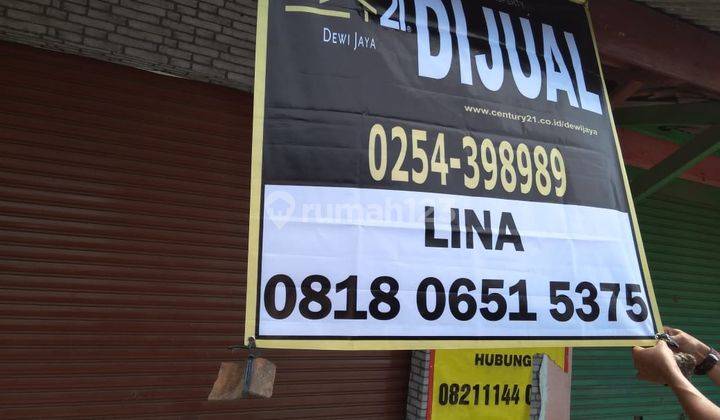 21
DIJUAL
DEWI JAYA
www.century21.co.id/dewijaya
0254-398989
rumah123
LINA
0818 0651 5375
HUBUNG
08211144